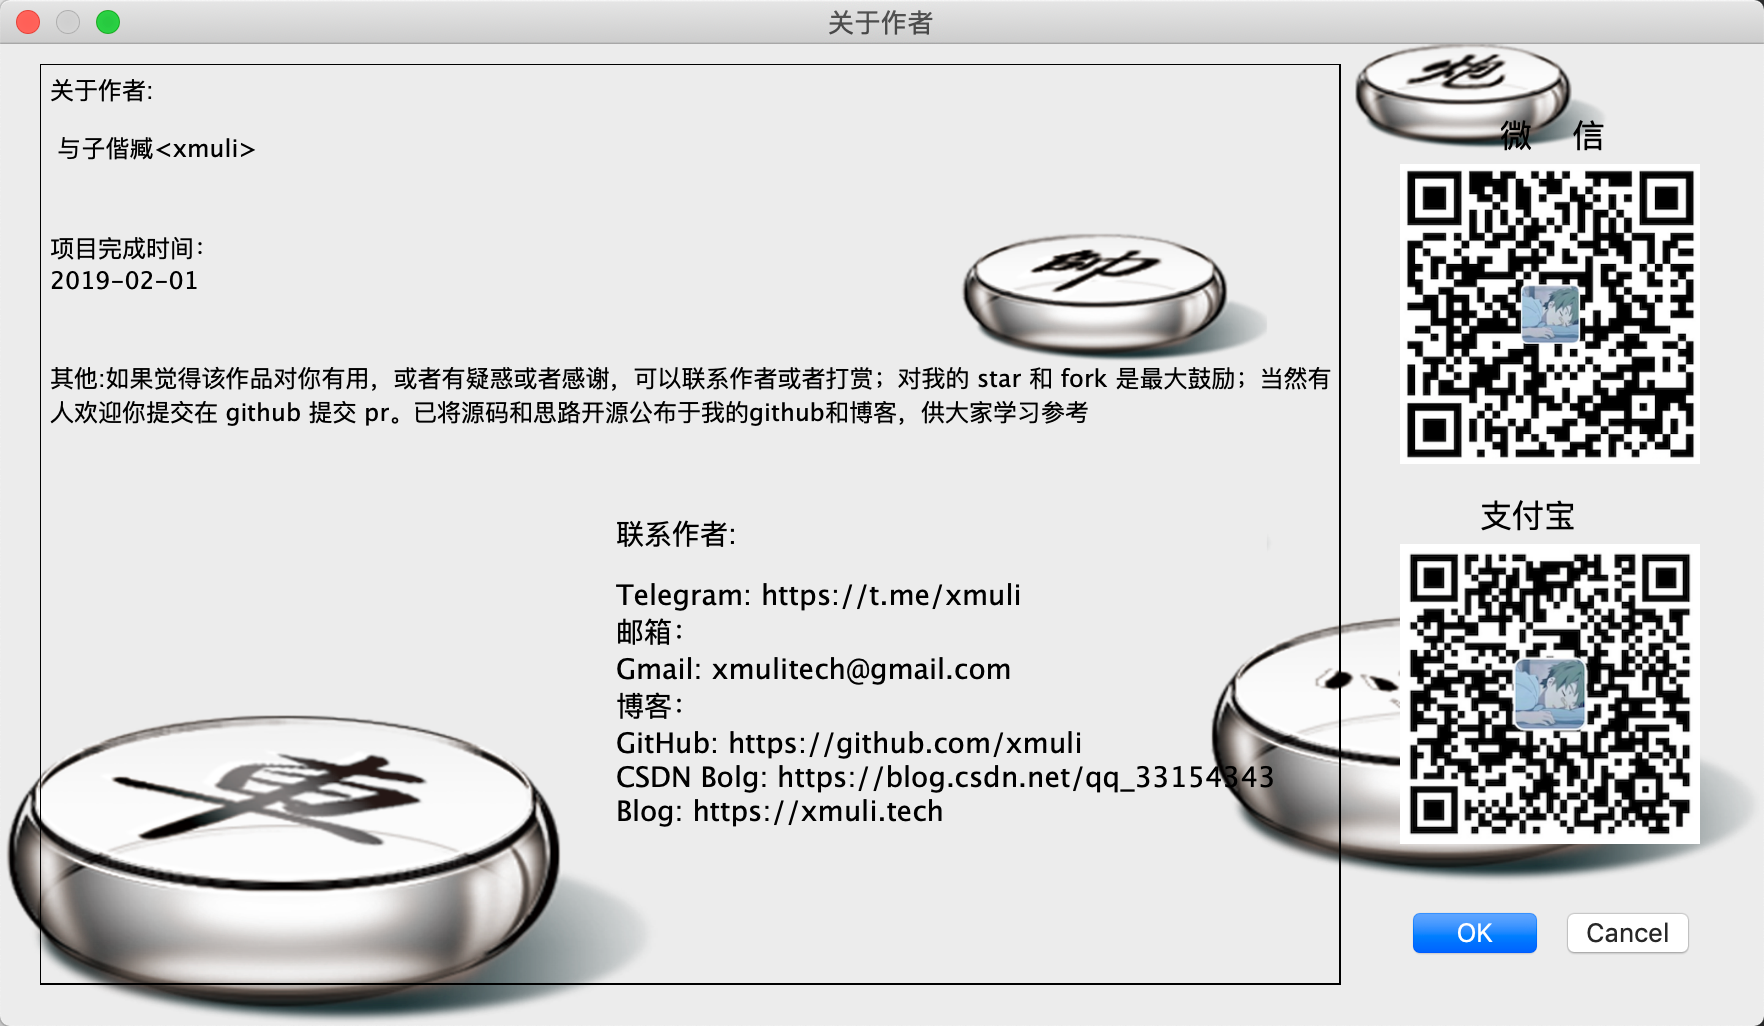 关于作者
关于作者:
与子偕臧<xmuli>
项目完成时间：
2019-02-01
其他:如果觉得该作品对你有用，或者有疑惑或者感谢，可以联系作者或者打赏；对我的 star 和 fork 是最大鼓励；当然有
人欢迎你提交在 github 提交 pr。已将源码和思路开源公布于我的github和博客，供大家学习参考
联系作者:
Telegram: https://t.me/xmuli
邮箱：
Gmail: xmulitech@gmail.com
博客：
GitHub: https://github.com/xmuli
CSDN Bolg: https://blog.csdn.net/qq_33154343
Blog: https://xmuli.tech
炮
帥
微 信
支付宝
OK
Cancel